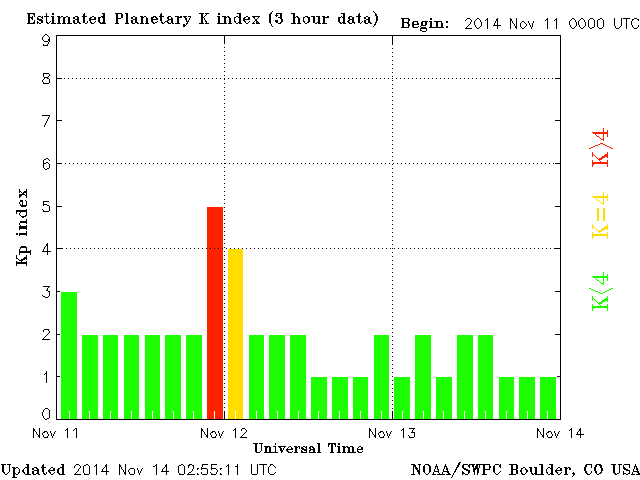 Estimated Planetary K index (3 hour data) Begin: 2014 Nov 11 0000 UTC
9
8
7
6
5
4
3
2
1
0
Kp index
K>4
K=4
K<4
Nov 11 Nov 12 Nov 13 Nov 14
Universal Time
Updated 2014 Nov 14 02:55:11 UTC NOAA/SWPC Boulder, CO USA